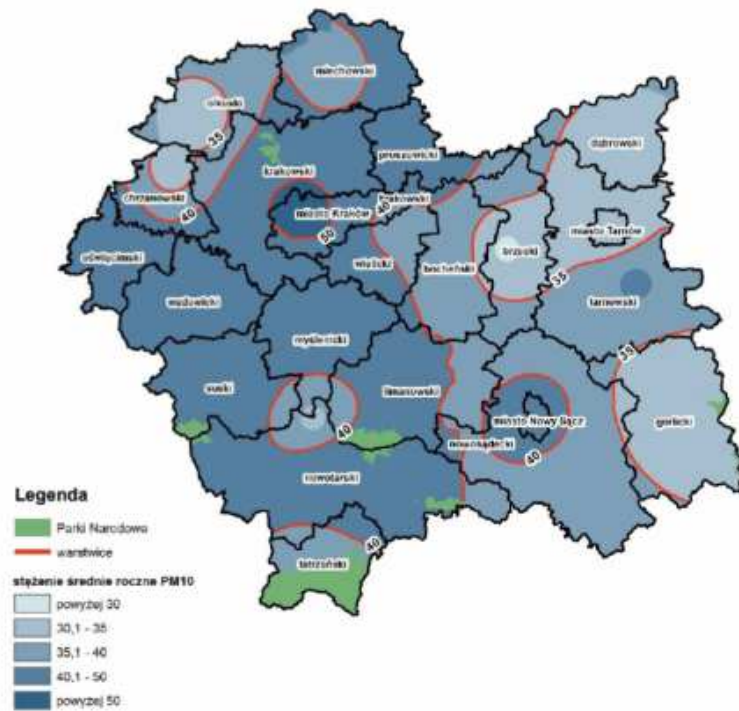 miechowski
olkuski
35
dąbrowski
proszowicki
krakowski
chrzanowski
40
krakowski
40
miasto Kraków
50
miasto Tarnów
brzeski
oświęcimski
wielicki
bocheński
35
tarnowski
wadowicki
myślenicki
35
suski
limanowski
miasto Nowy Sącz
gorlicki
40
nowosądecki
40
nowotarski
Legenda
Parki Narodowe
warstwice
40
tatrzański
stężenie średnie roczne PM10
powyżej 30
30,1 - 35
35,1 - 40
40,1 - 50
powyżej 50